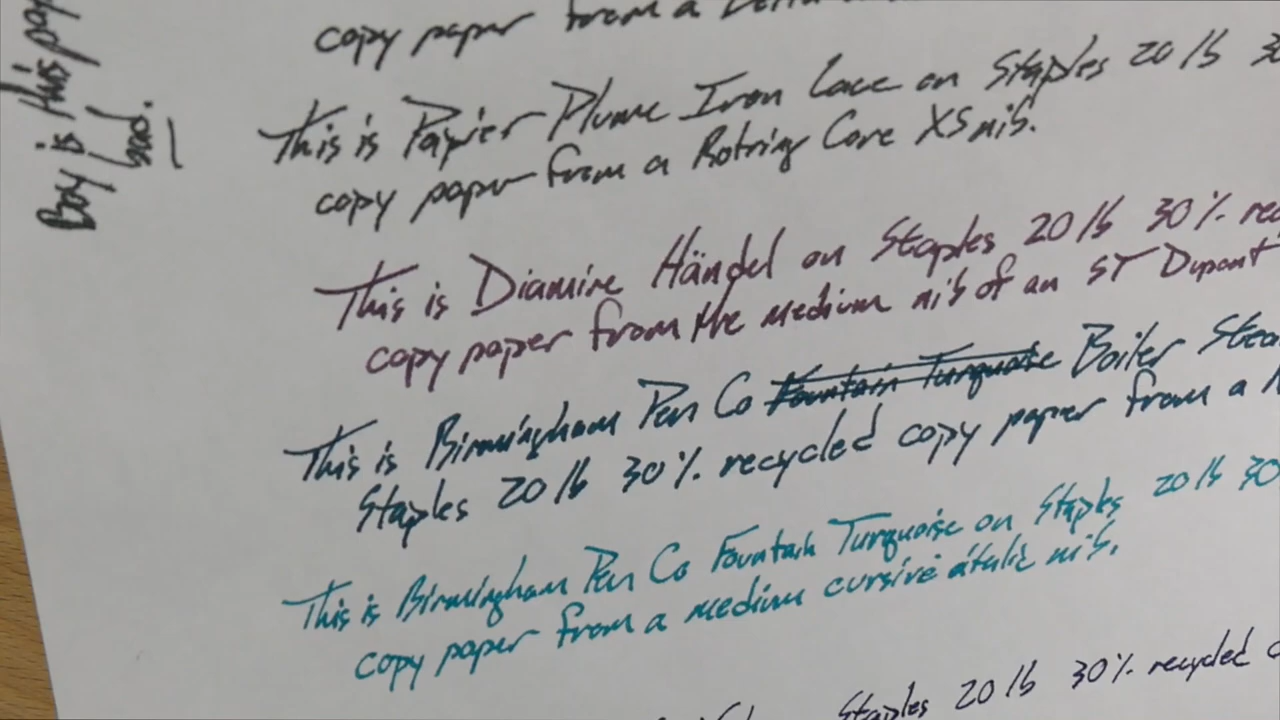 copy paper from a
This is Papier Plume Iron Lace on Staples 20 lb 30
copy paper from a Rotring Core XS nib.
This is Diamine Händel on Staples 20 lb 30% rec
copy paper from the medium nib of an ST Dupont
This is Birmingham Pen Co Fountain Turquoise Boiler Stea
Staples 20 lb 30% recycled copy paper from a
This is Birmingham Pen Co Fountain Turquoise on Staples 20 lb 30
copy paper from a medium cursive italic nib.
Staples 20 lb 30% recycled c
Boy is this pa
bad.